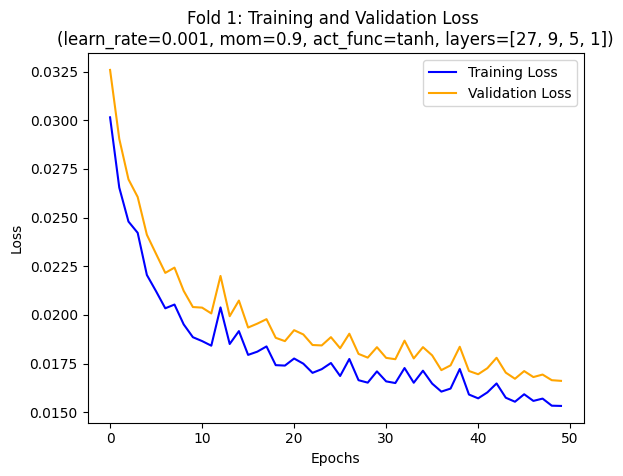 Fold 1: Training and Validation Loss
(learn_rate=0.001, mom=0.9, act_func=tanh, layers=[27, 9, 5, 1])
Training Loss
Validation Loss
0.0325
0.0300
0.0275
0.0250
0.0225
0.0200
0.0175
0.0150
Loss
0 10 20 30 40 50
Epochs